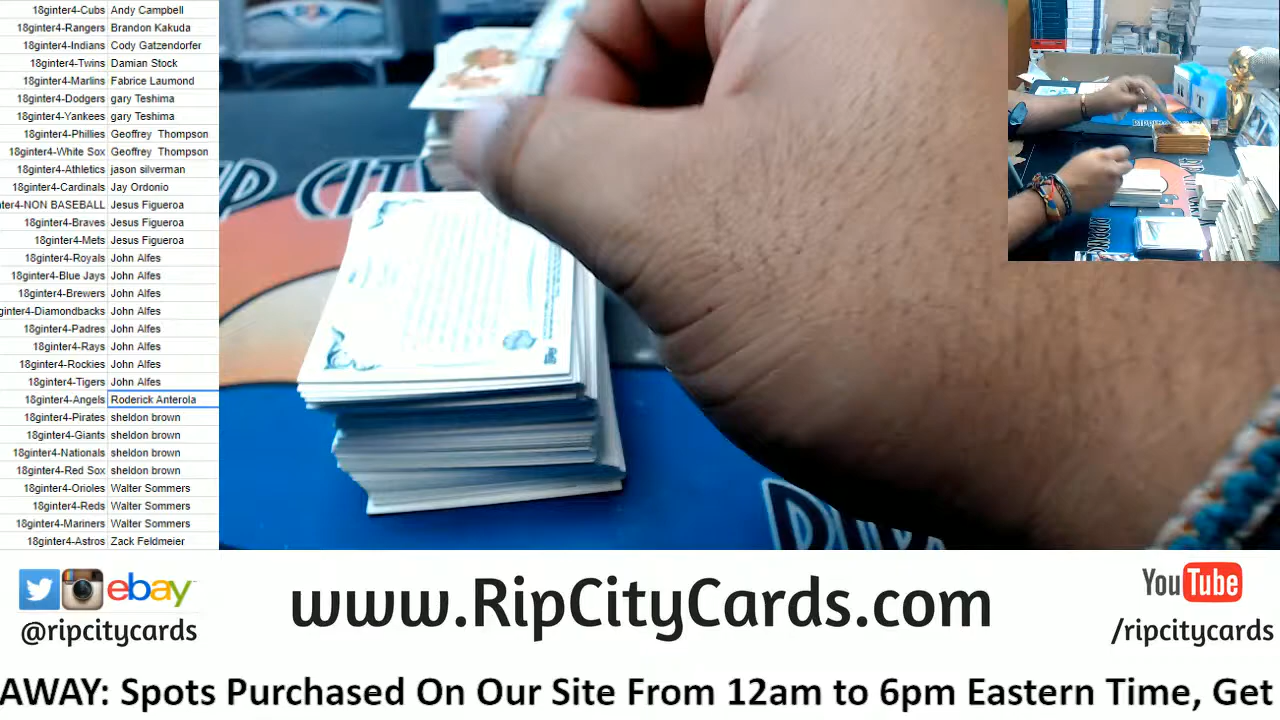 18ginter4-Cubs Andy Campbell
18ginter4-Rangers Brandon Kakuda
18ginter4-Indians Cody Gatzendorfer
18ginter4-Twins Damian Stock
18ginter4-Marlins Fabrice Laumond
18ginter4-Dodgers gary Teshima
18ginter4-Yankees gary Teshima
18ginter4-Phillies Geoffrey Thompson
18ginter4-White Sox Geoffrey Thompson
18ginter4-Athletics jason silverman
18ginter4-Cardinals Jay Ordonio
nter4-NON BASEBALL Jesus Figueroa
18ginter4-Braves Jesus Figueroa
18ginter4-Mets Jesus Figueroa
18ginter4-Royals John Alfes
18ginter4-Blue Jays John Alfes
18ginter4-Brewers John Alfes
18ginter4-Diamondbacks John Alfes
18ginter4-Padres John Alfes
18ginter4-Rays John Alfes
18ginter4-Rockies John Alfes
18ginter4-Tigers John Alfes
18ginter4-Angels Roderick Anterola
18ginter4-Pirates sheldon brown
18ginter4-Giants sheldon brown
18ginter4-Nationals sheldon brown
18ginter4-Red Sox sheldon brown
18ginter4-Orioles Walter Sommers
18ginter4-Reds Walter Sommers
18ginter4-Mariners Walter Sommers
18ginter4-Astros Zack Feldmeier
RIP CITY
ebay
@ripcitycards
www.RipCityCards.com
YouTube
/ripcitycards
AWAY: Spots Purchased On Our Site From 12am to 6pm Eastern Time, Get